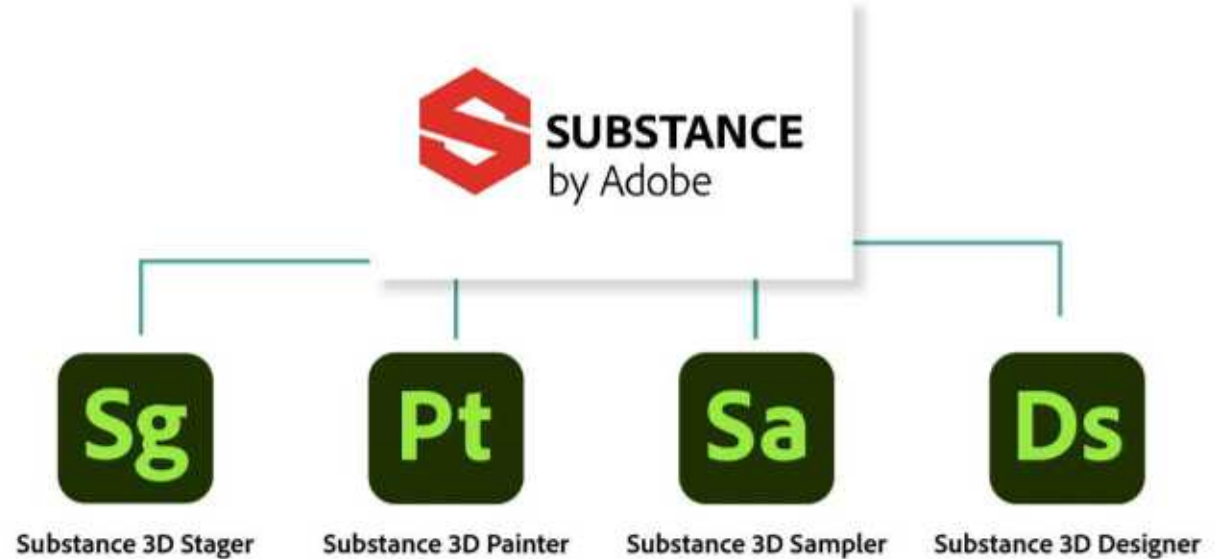 SUBSTANCE
by Adobe
Sg
Pt
Sa
Ds
Substance 3D Stager
Substance 3D Painter
Substance 3D Sampler
Substance 3D Designer